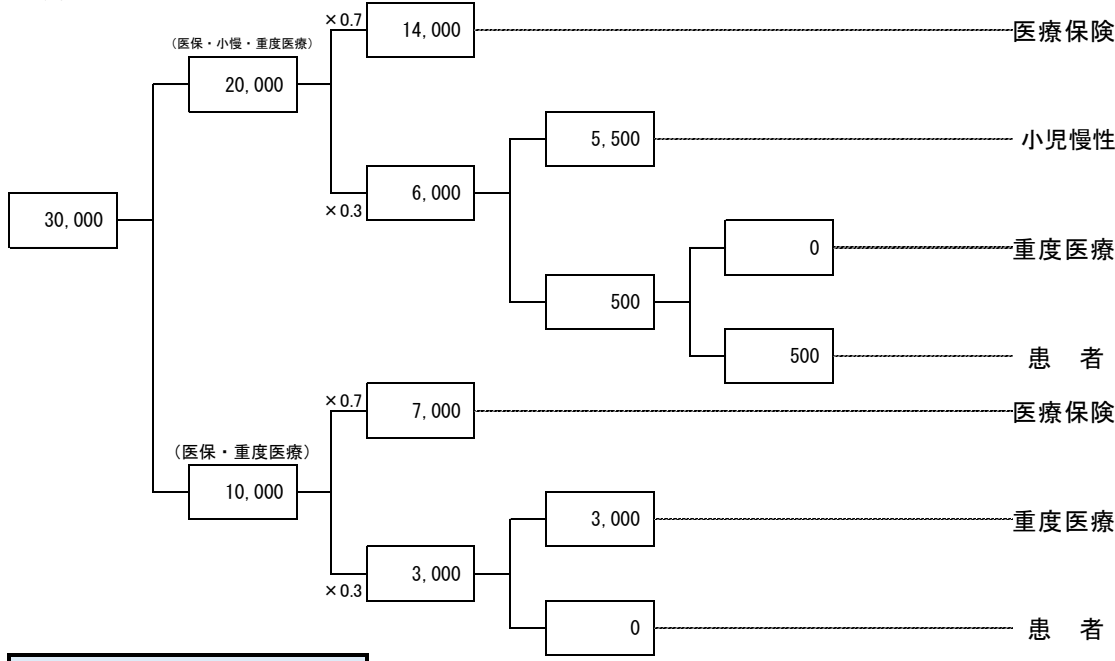 ×0.7
14,000
医療保険
(医保・小慢・重度医療)
20,000
5,500
小児慢性
6,000
×0.3
30,000
0
重度医療
500
500
患 者
×0.7
7,000
医療保険
(医保・重度医療)
10,000
3,000
重度医療
3,000
×0.3
0
患 者